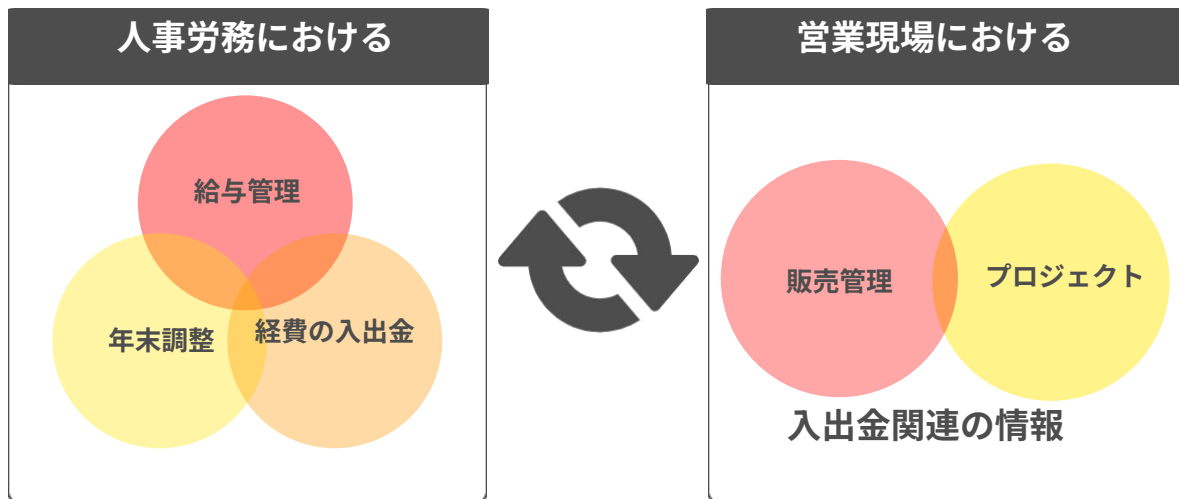 人事労務における
給与管理
年末調整
経費の入出金
営業現場における
販売管理
プロジェクト
入出金関連の情報